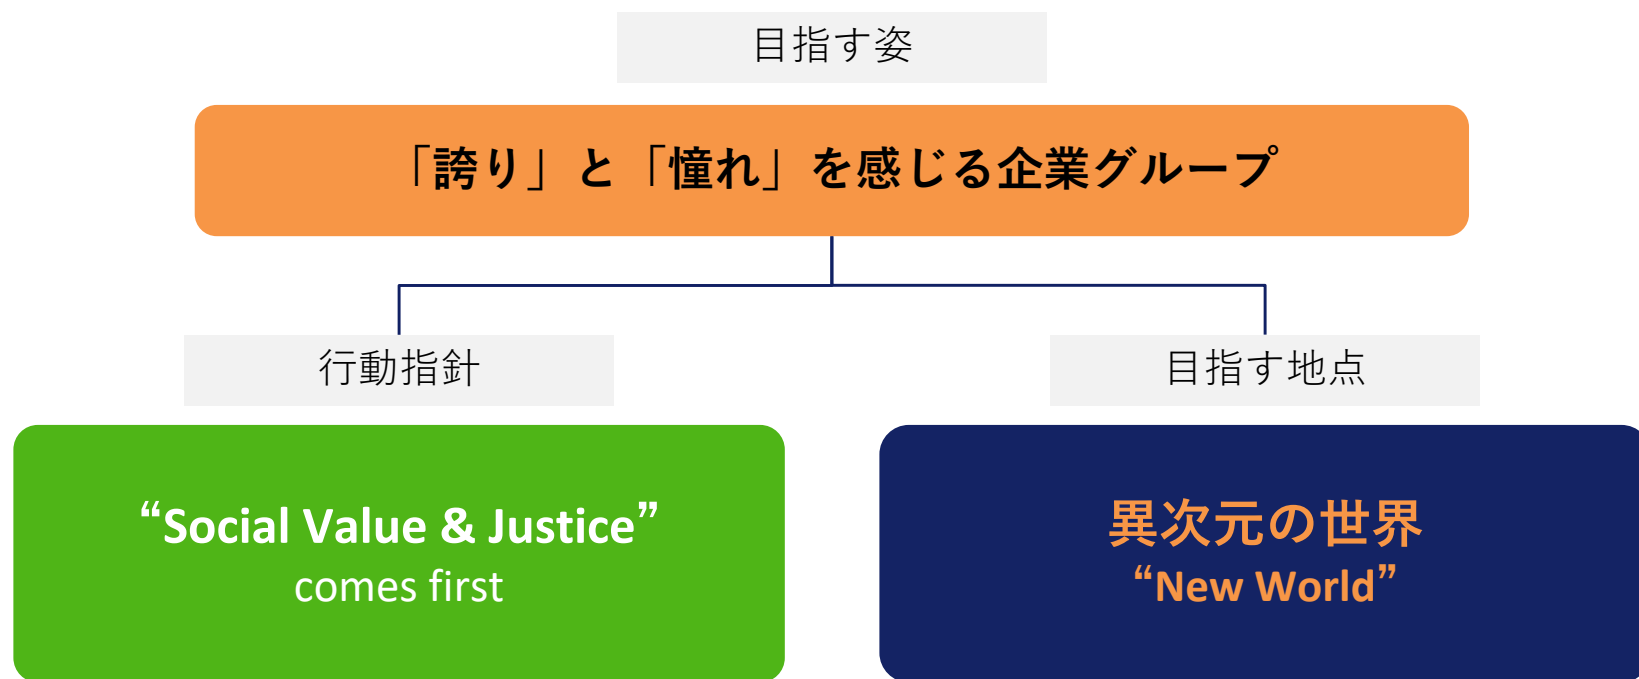 目指す姿
「誇り」と「憧れ」を感じる企業グループ
行動指針
“Social Value & Justice”
comes first
目指す地点
異次元の世界
“New World”